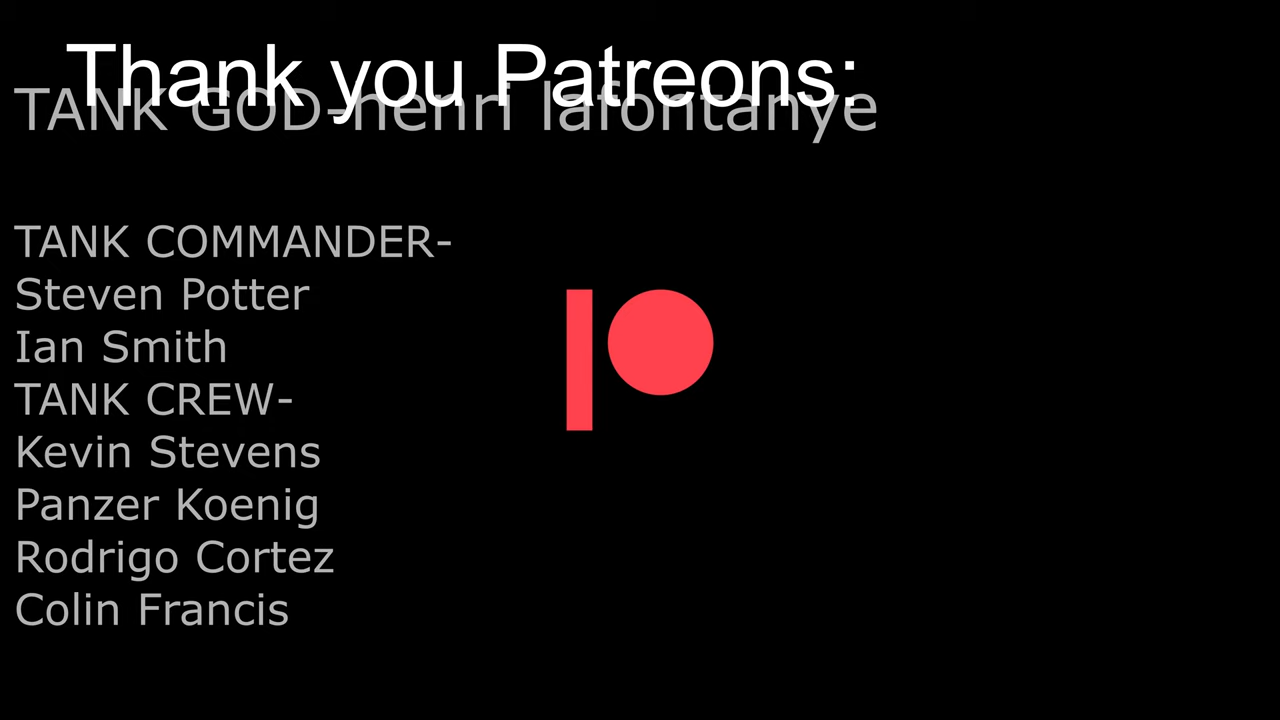 Thank you Patreons:
TANK GOD-henri lafontanye
TANK COMMANDER-
Steven Potter
Ian Smith
TANK CREW-
Kevin Stevens
Panzer Koenig
Rodrigo Cortez
Colin Francis